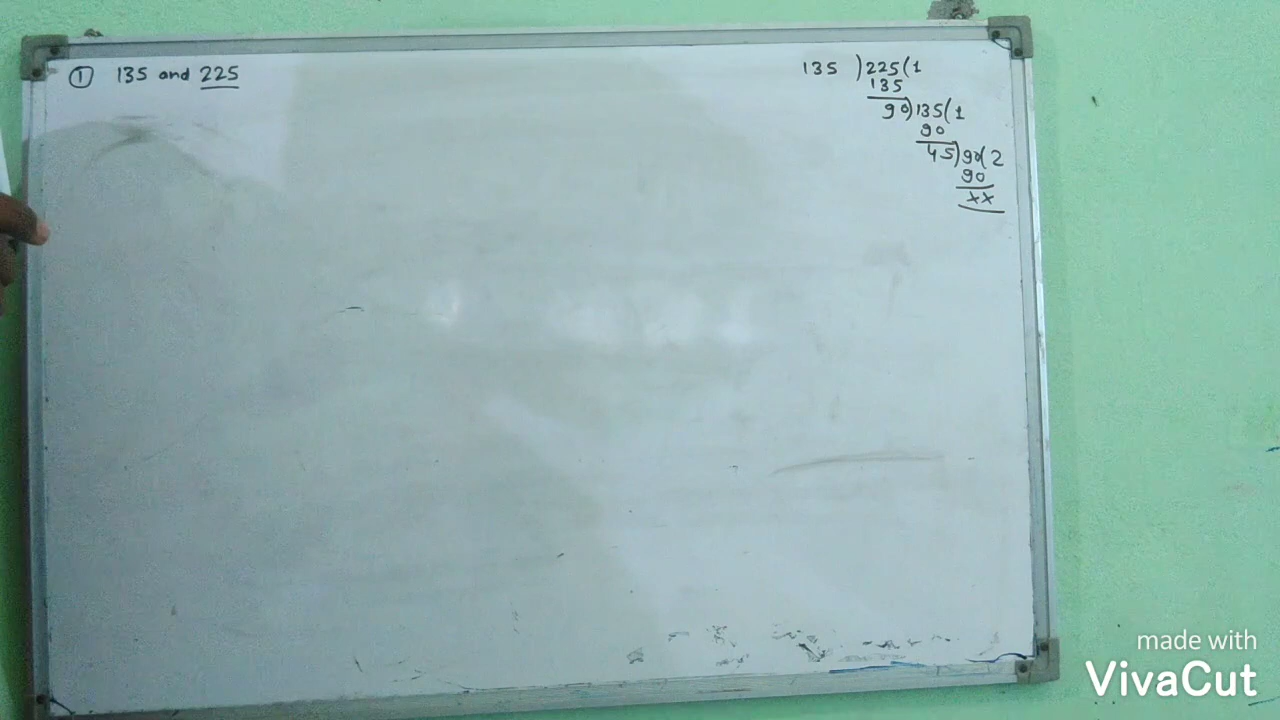 ① 135 and 225
135 ) 225 ( 1
135
90 ) 135 ( 1
90
45 ) 90 ( 2
90
××
made with
VivaCut